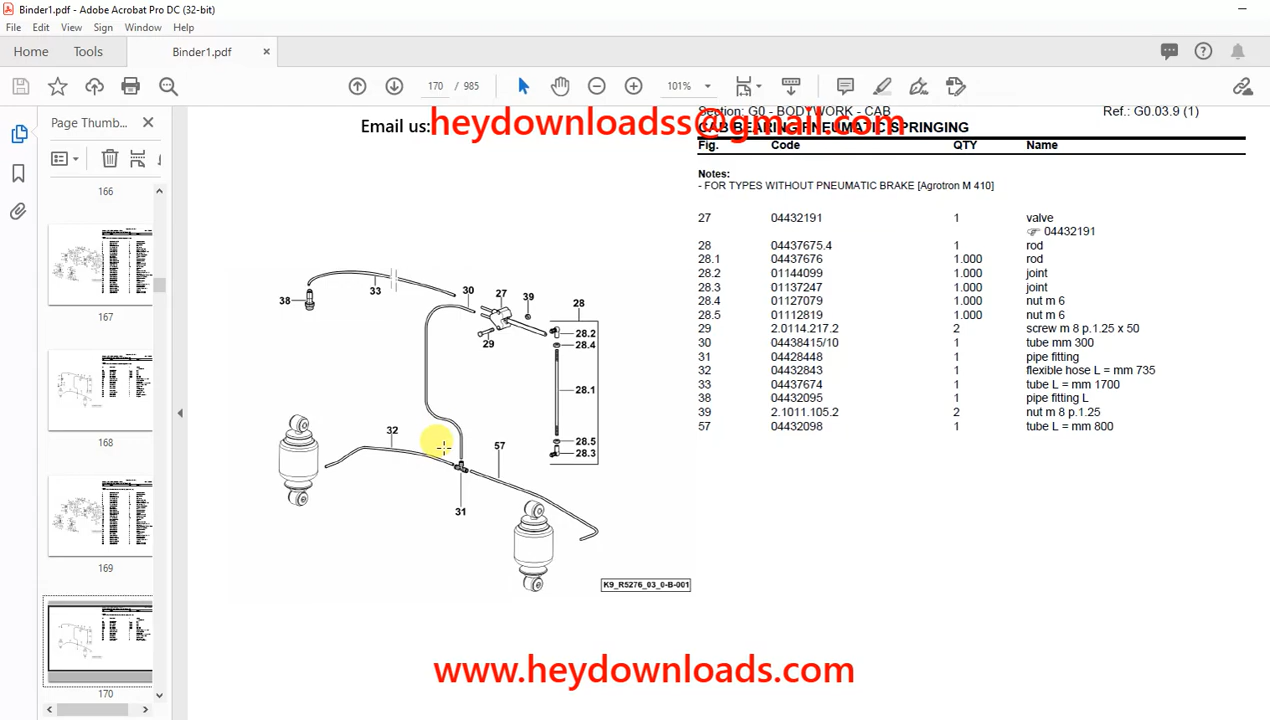 Binder1.pdf - Adobe Acrobat Pro DC (32-bit)
File Edit View Sign Window Help
Home Tools Binder1.pdf ×
170 / 985 101%
Page Thumb...
166
167
168
169
170
Email us:
heydownloadss@gmail.com
Section: G0 - BODYWORK - CAB Ref.: G0.03.9 (1)
CAB BEARING PNEUMATIC SPRINGING
Fig. Code QTY Name
Notes:
- FOR TYPES WITHOUT PNEUMATIC BRAKE [Agrotron M 410]
27 04432191 1 valve
04432191
28 04437675.4 1 rod
28.1 04437676 1.000 rod
28.2 01144099 1.000 joint
28.3 01137247 1.000 joint
28.4 01127079 1.000 nut m 6
28.5 01112819 1.000 nut m 6
29 2.0114.217.2 2 screw m 8 p.1.25 x 50
30 04438415/10 1 tube mm 300
31 04428448 1 pipe fitting
32 04432843 1 flexible hose L = mm 735
33 04437674 1 tube L = mm 1700
38 04432095 1 pipe fitting L
39 2.1011.105.2 2 nut m 8 p.1.25
57 04432098 1 tube L = mm 800
38
33
30
27
39
28
29
28.2
28.4
28.1
28.5
28.3
32
57
31
K9_R5276_03_0-B-001
www.heydownloads.com